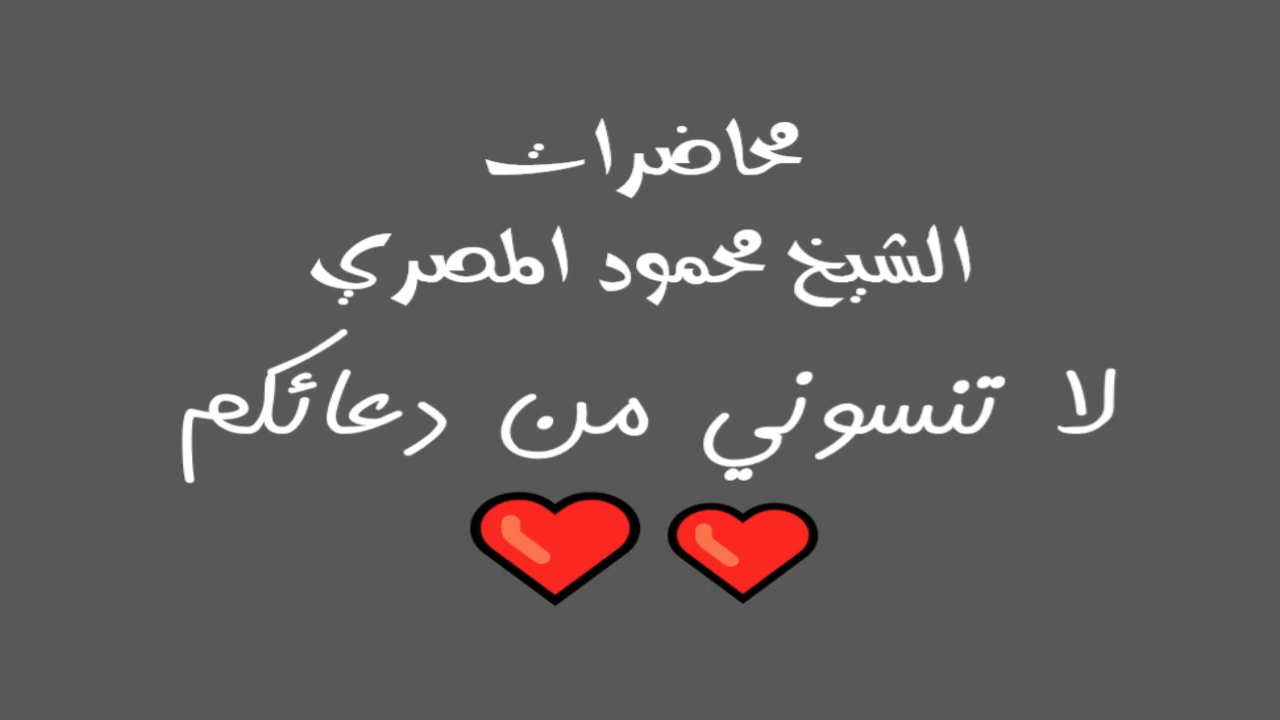 محاضرات
الشيخ محمود المصري
لا تنسوني من دعائكم